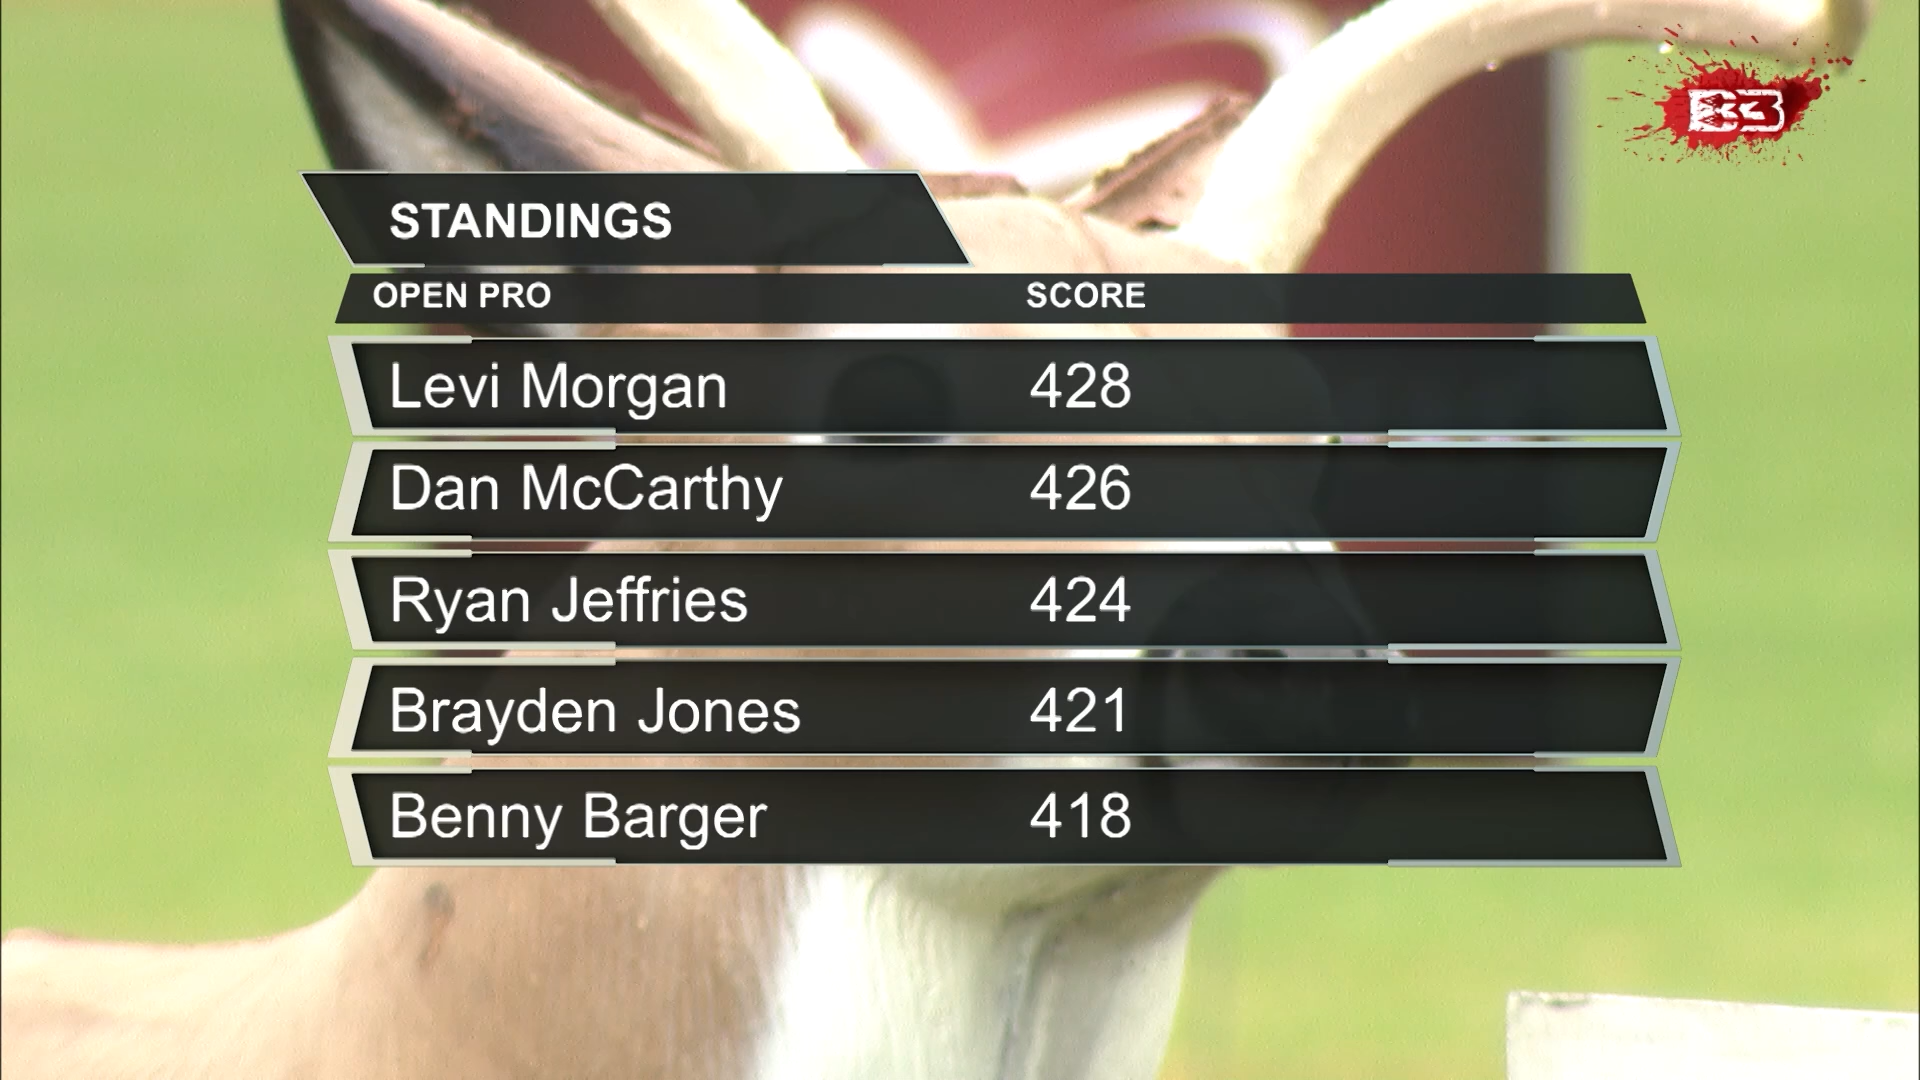 B3
STANDINGS
OPEN PRO SCORE
Levi Morgan 428
Dan McCarthy 426
Ryan Jeffries 424
Brayden Jones 421
Benny Barger 418